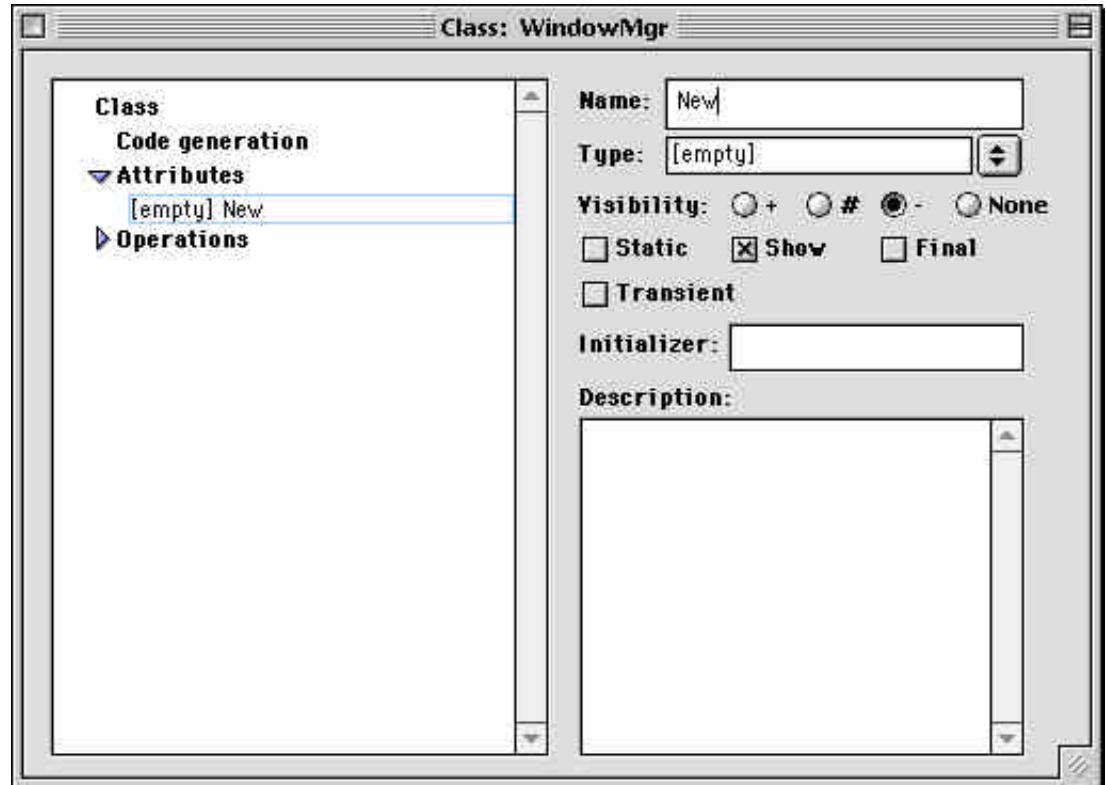 Class: WindowMgr
Class
Code generation
Attributes
[empty] New
Operations
Name: New
Type: [empty]
Visibility: + # - None
Static Show Final
Transient
Initializer:
Description: